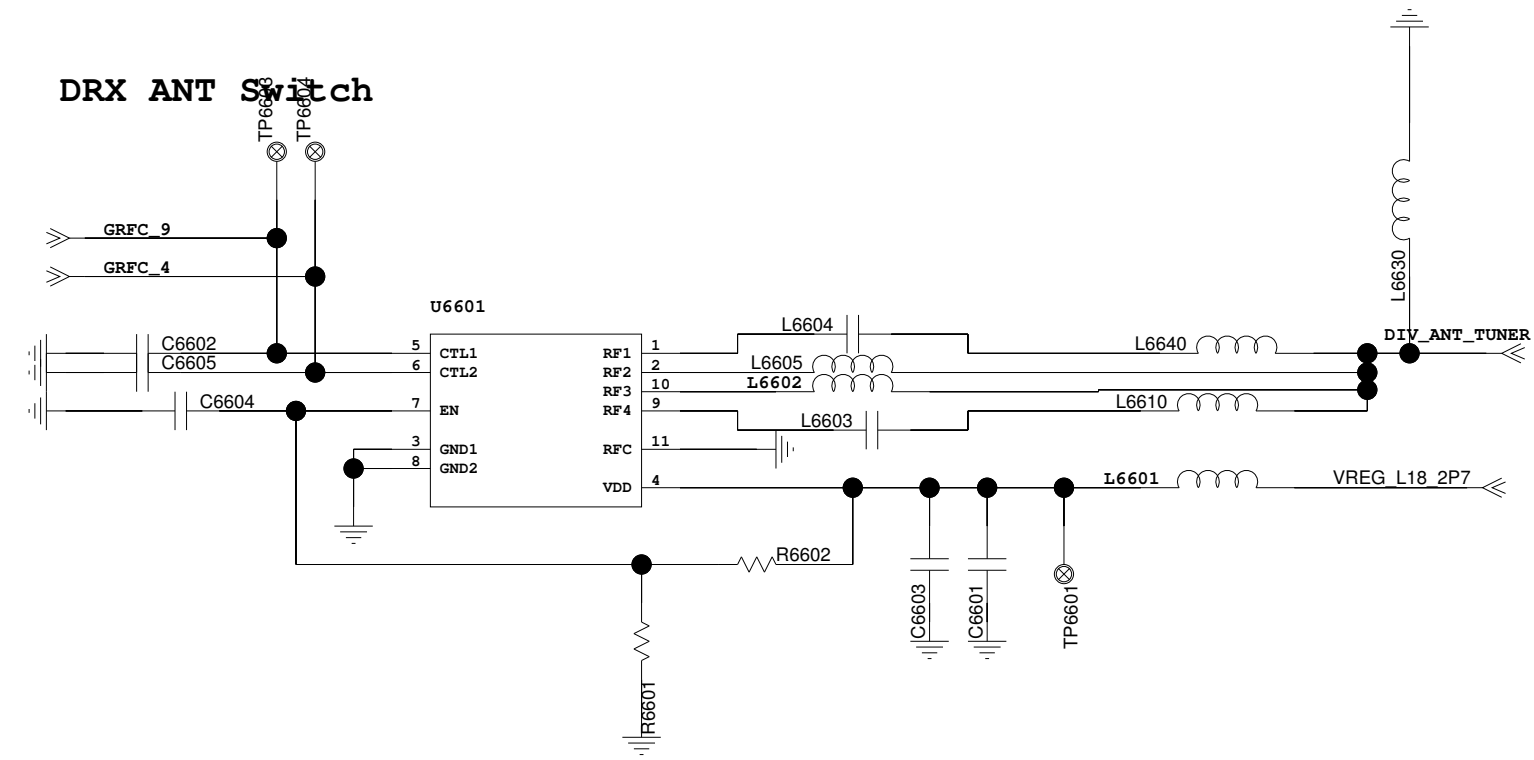 DRX ANT Switch
TP6603
TP6604
GRFC_9
GRFC_4
U6601
C6602
C6605
C6604
5 CTL1
6 CTL2
7 EN
3 GND1
8 GND2
RF1 1
RF2 2
RF3 10
RF4 9
RFC 11
VDD 4
L6604
L6605
L6602
L6603
L6640
L6610
L6630
DIV_ANT_TUNER
L6601
VREG_L18_2P7
R6602
C6603
C6601
TP6601
R6601